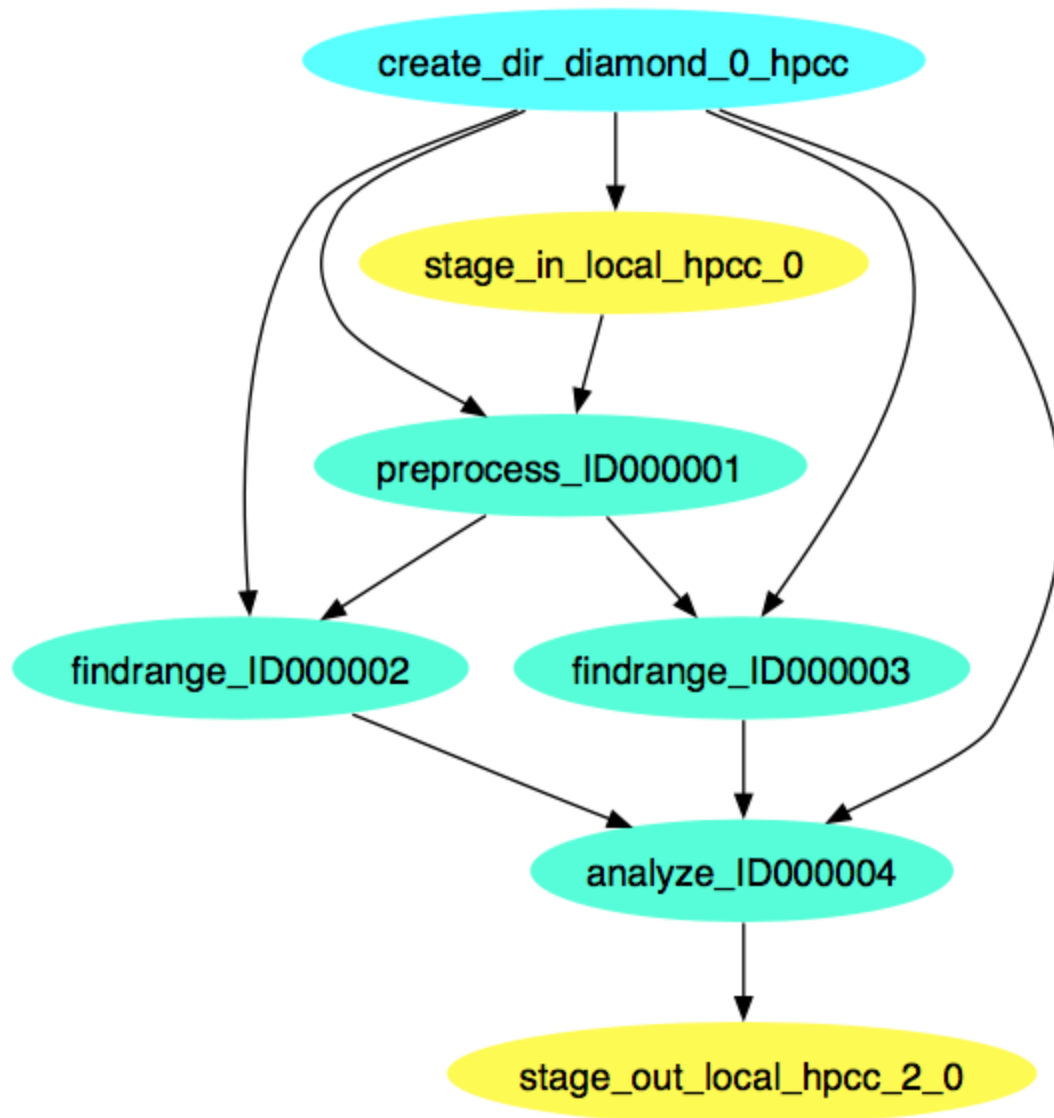 create_dir_diamond_0_hpcc
stage_in_local_hpcc_0
preprocess_ID000001
findrange_ID000002
findrange_ID000003
analyze_ID000004
stage_out_local_hpcc_2_0